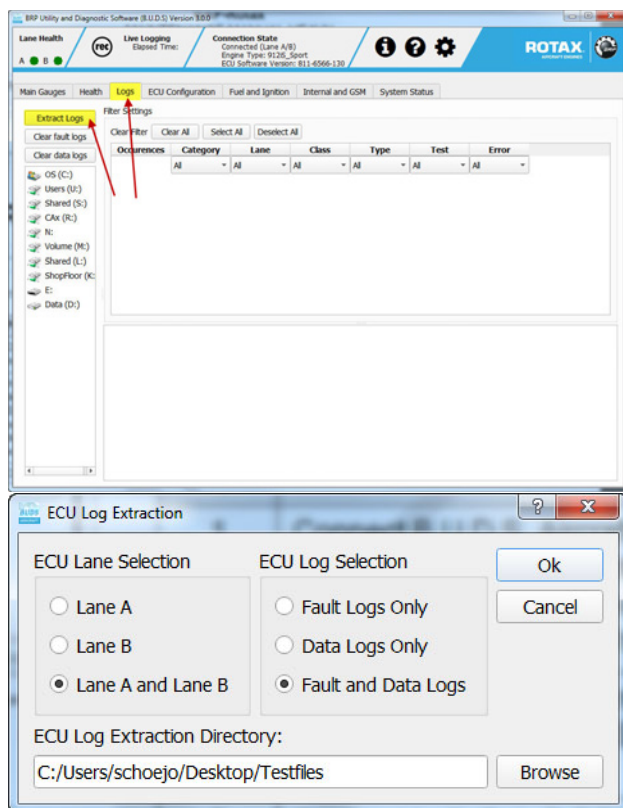 BRP Utility and Diagnostic Software (B.U.D.S) Version 3.0.0
Lane Health
A B
rec
Live Logging
Elapsed Time:
Connection State
Connected (Lane A/B)
Engine Type: 912iS_Sport
ECU Software Version: 811-6566-130
ROTAX
AIRCRAFT ENGINES
Main Gauges Health Logs ECU Configuration Fuel and Ignition Internal and GSM System Status
Extract Logs
Clear fault logs
Clear data logs
OS (C:)
Users (U:)
Shared (S:)
CAx (R:)
N:
Volume (M:)
Shared (L:)
ShopFloor (K:
E:
Data (D:)
Filter Settings
Clear Filter Clear All Select All Deselect All
Occurences Category Lane Class Type Test Error
All All All All All All
BUDS
ECU Log Extraction
ECU Lane Selection
Lane A
Lane B
Lane A and Lane B
ECU Log Selection
Fault Logs Only
Data Logs Only
Fault and Data Logs
Ok
Cancel
ECU Log Extraction Directory:
C:/Users/schoejo/Desktop/Testfiles
Browse